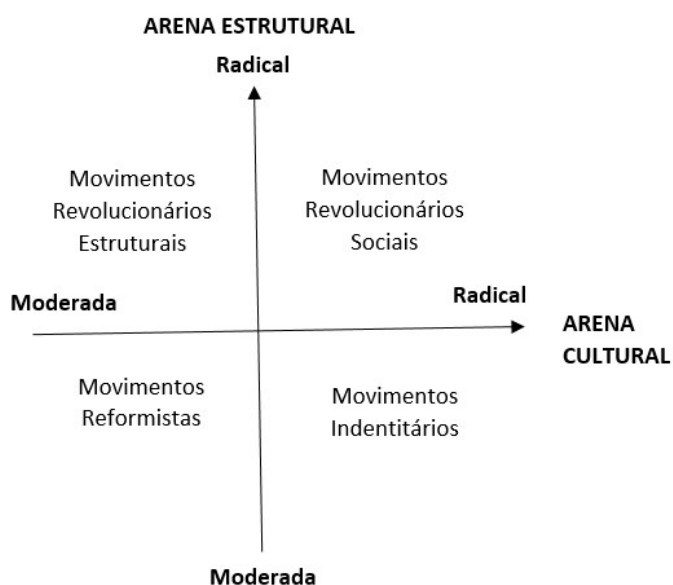 ARENA ESTRUTURAL
Radical
Movimentos
Revolucionários
Estruturais
Movimentos
Revolucionários
Sociais
Moderada
Radical
ARENA
CULTURAL
Movimentos
Reformistas
Movimentos
Indentitários
Moderada